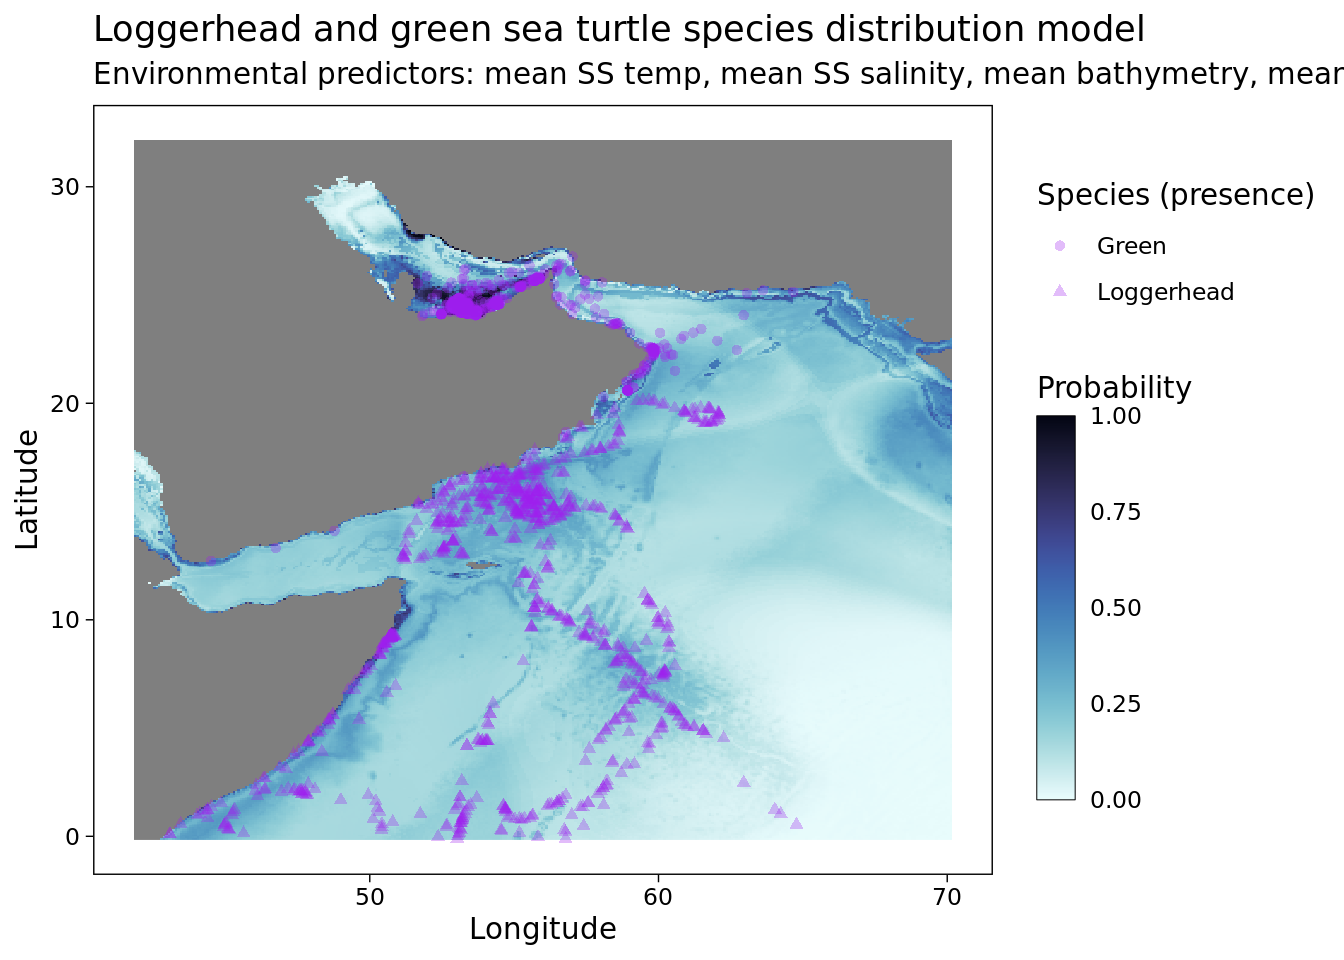 Loggerhead and green sea turtle species distribution model
Environmental predictors: mean SS temp, mean SS salinity, mean bathymetry, mean
30
20
10
0
50
60
70
Latitude
Longitude
Species (presence)
Green
Loggerhead
Probability
1.00
0.75
0.50
0.25
0.00